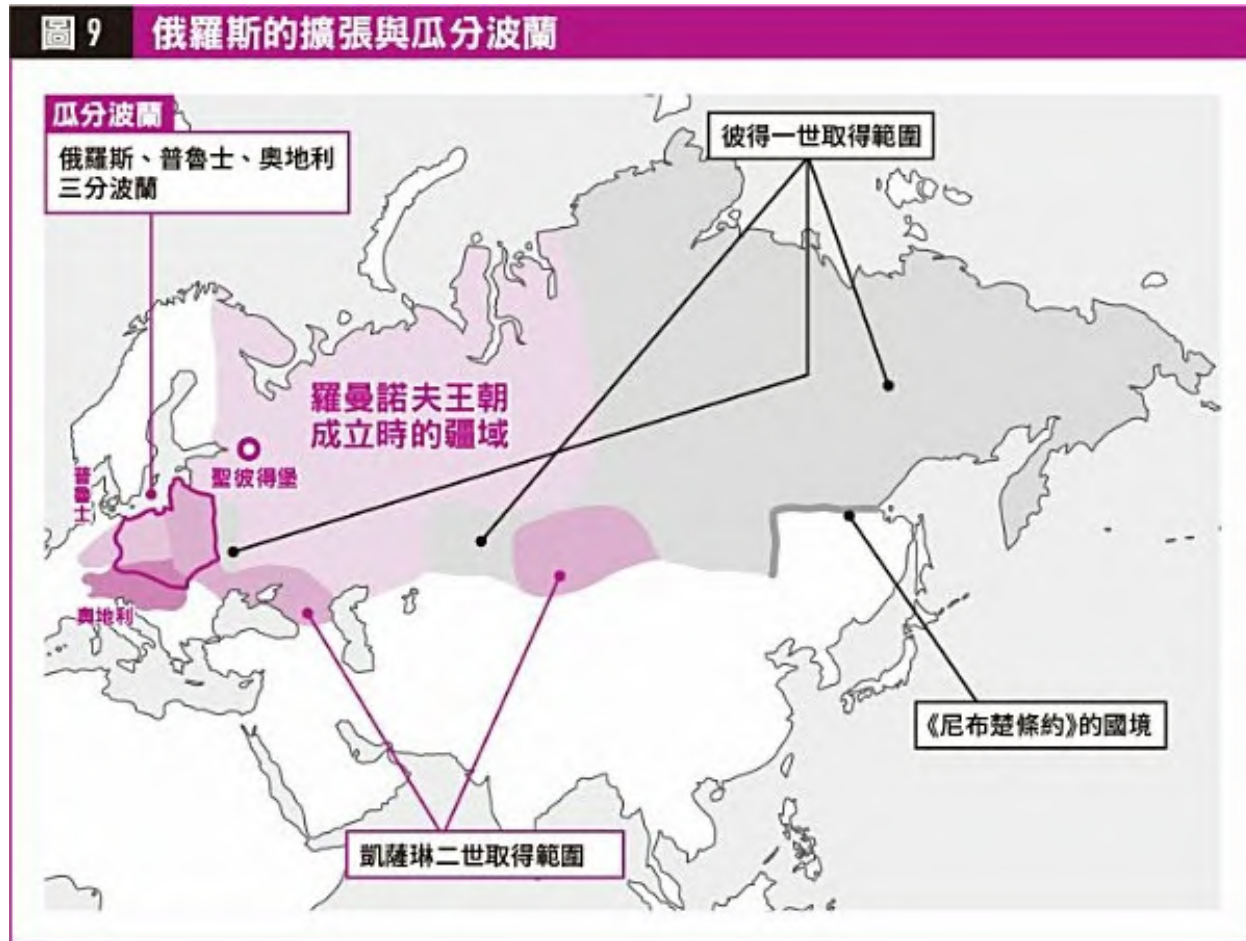 圖 9 俄羅斯的擴張與瓜分波蘭
瓜分波蘭
俄羅斯、普魯士、奧地利
三分波蘭
彼得一世取得範圍
羅曼諾夫王朝
成立時的疆域
聖彼得堡
普魯士
奧地利
《尼布楚條約》的國境
凱薩琳二世取得範圍